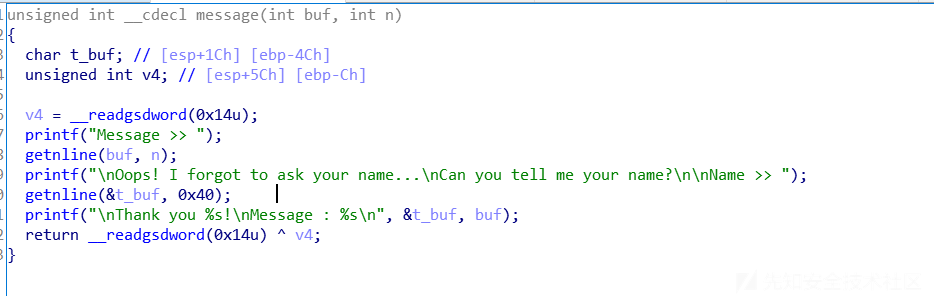 unsigned int __cdecl message(int buf, int n)
{
char t_buf; // [esp+1Ch] [ebp-4Ch]
unsigned int v4; // [esp+5Ch] [ebp-Ch]
v4 = __readgsdword(0x14u);
printf("Message >> ");
getnline(buf, n);
printf("\nOops! I forgot to ask your name...\nCan you tell me your name?\n\nName >> ");
getnline(&t_buf, 0x40);
printf("\nThank you %s!\nMessage : %s\n", &t_buf, buf);
return __readgsdword(0x14u) ^ v4;
}